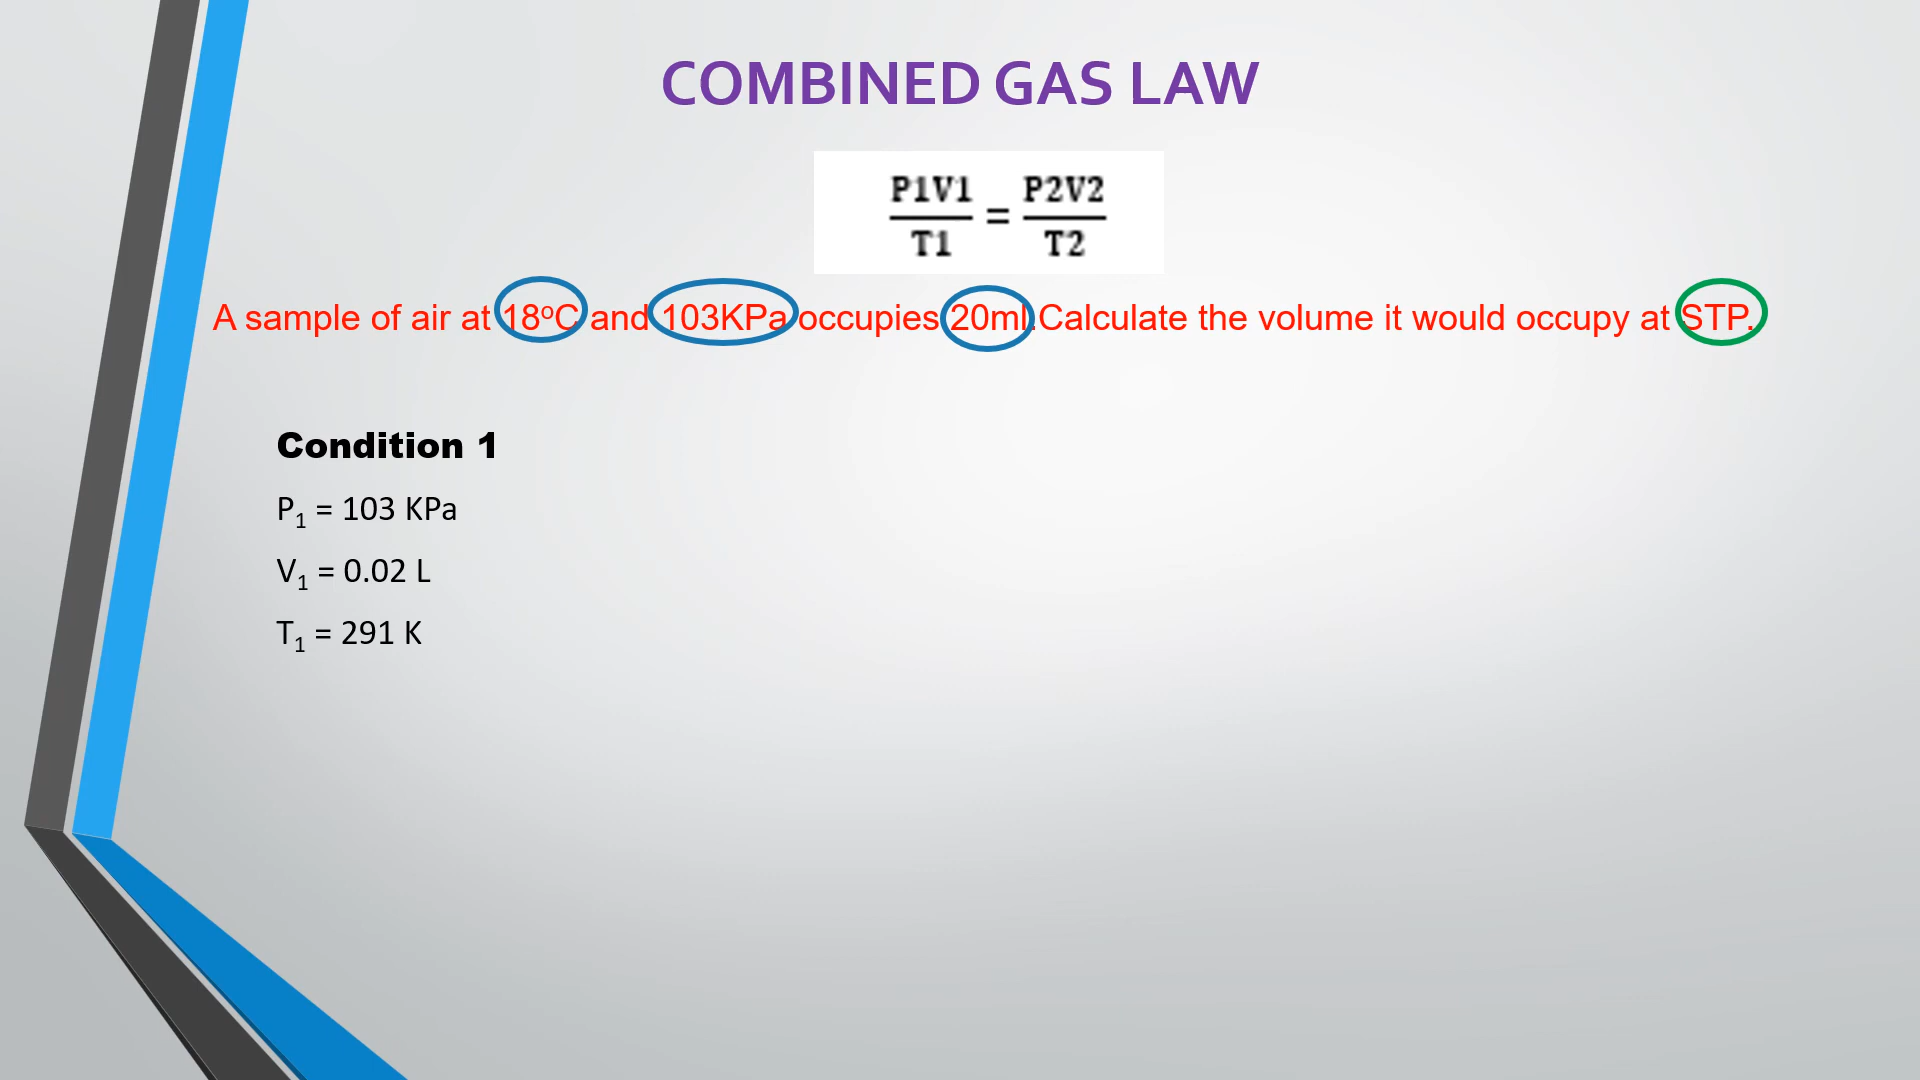 COMBINED GAS LAW
P1V1 = P2V2
T1 T2
A sample of air at 18ºC and 103KPa occupies 20ml.Calculate the volume it would occupy at STP.
Condition 1
P₁ = 103 KPa
V₁ = 0.02 L
T₁ = 291 K